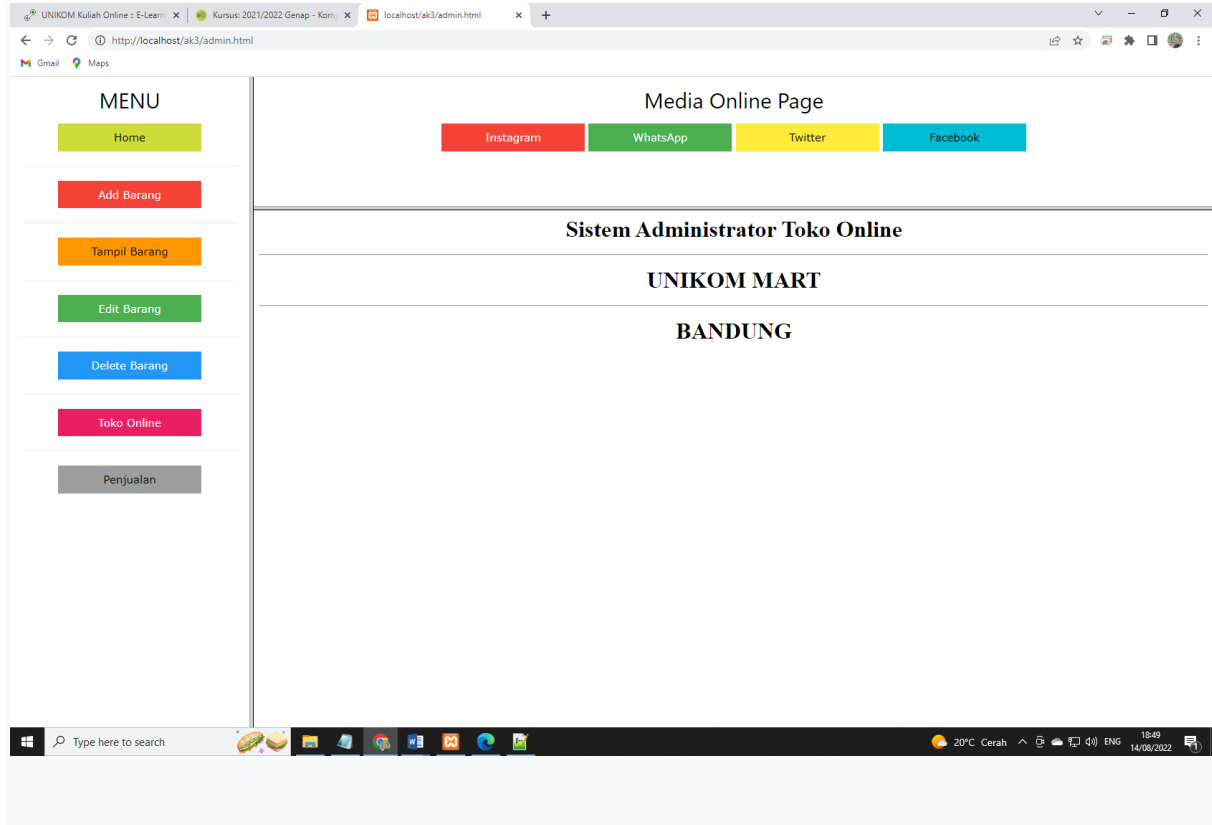 UNIKOM Kuliah Online :: E-Learni
Kursus: 2021/2022 Genap - Komp
localhost/ak3/admin.html
http://localhost/ak3/admin.html
Gmail
Maps
MENU
Home
Add Barang
Tampil Barang
Edit Barang
Delete Barang
Toko Online
Penjualan
Media Online Page
Instagram
WhatsApp
Twitter
Facebook
Sistem Administrator Toko Online
UNIKOM MART
BANDUNG
Type here to search
20°C Cerah
ENG
18:49
14/08/2022
1